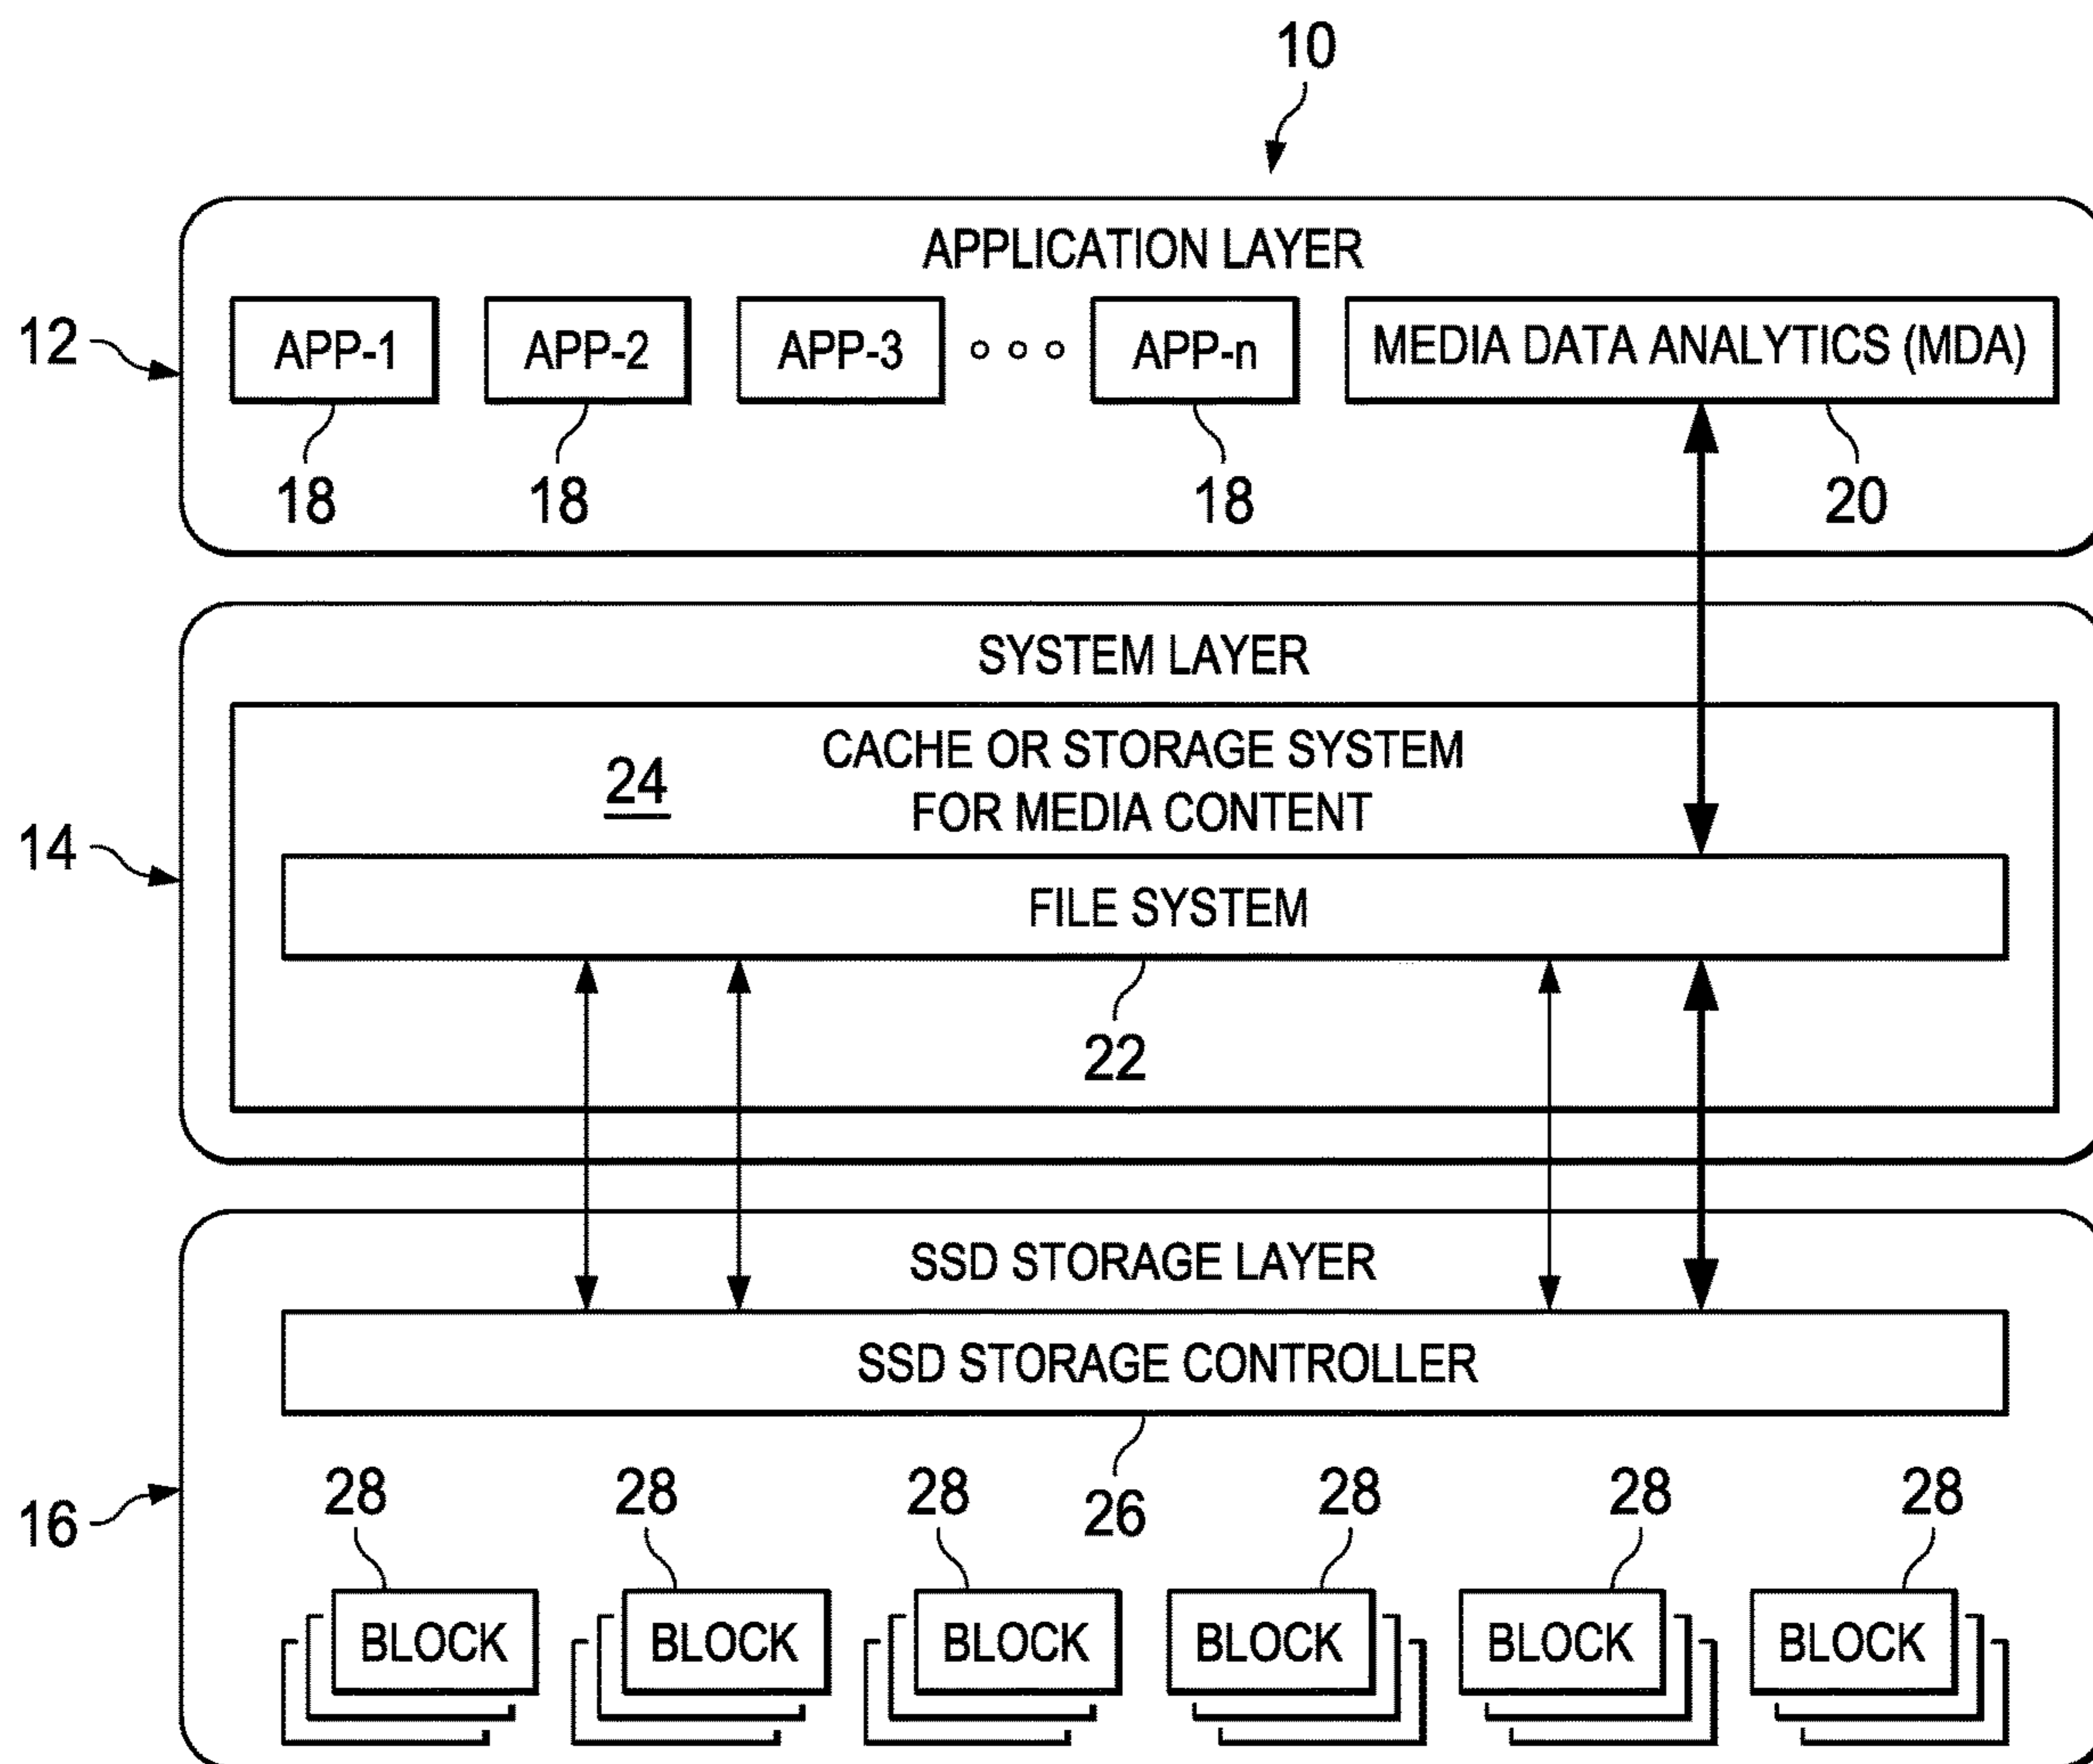 10
APPLICATION LAYER
12
APP-1
APP-2
APP-3
APP-n
MEDIA DATA ANALYTICS (MDA)
18
18
18
20
SYSTEM LAYER
CACHE OR STORAGE SYSTEM
FOR MEDIA CONTENT
24
14
FILE SYSTEM
22
SSD STORAGE LAYER
SSD STORAGE CONTROLLER
26
16
28
28
28
28
28
28
BLOCK
BLOCK
BLOCK
BLOCK
BLOCK
BLOCK